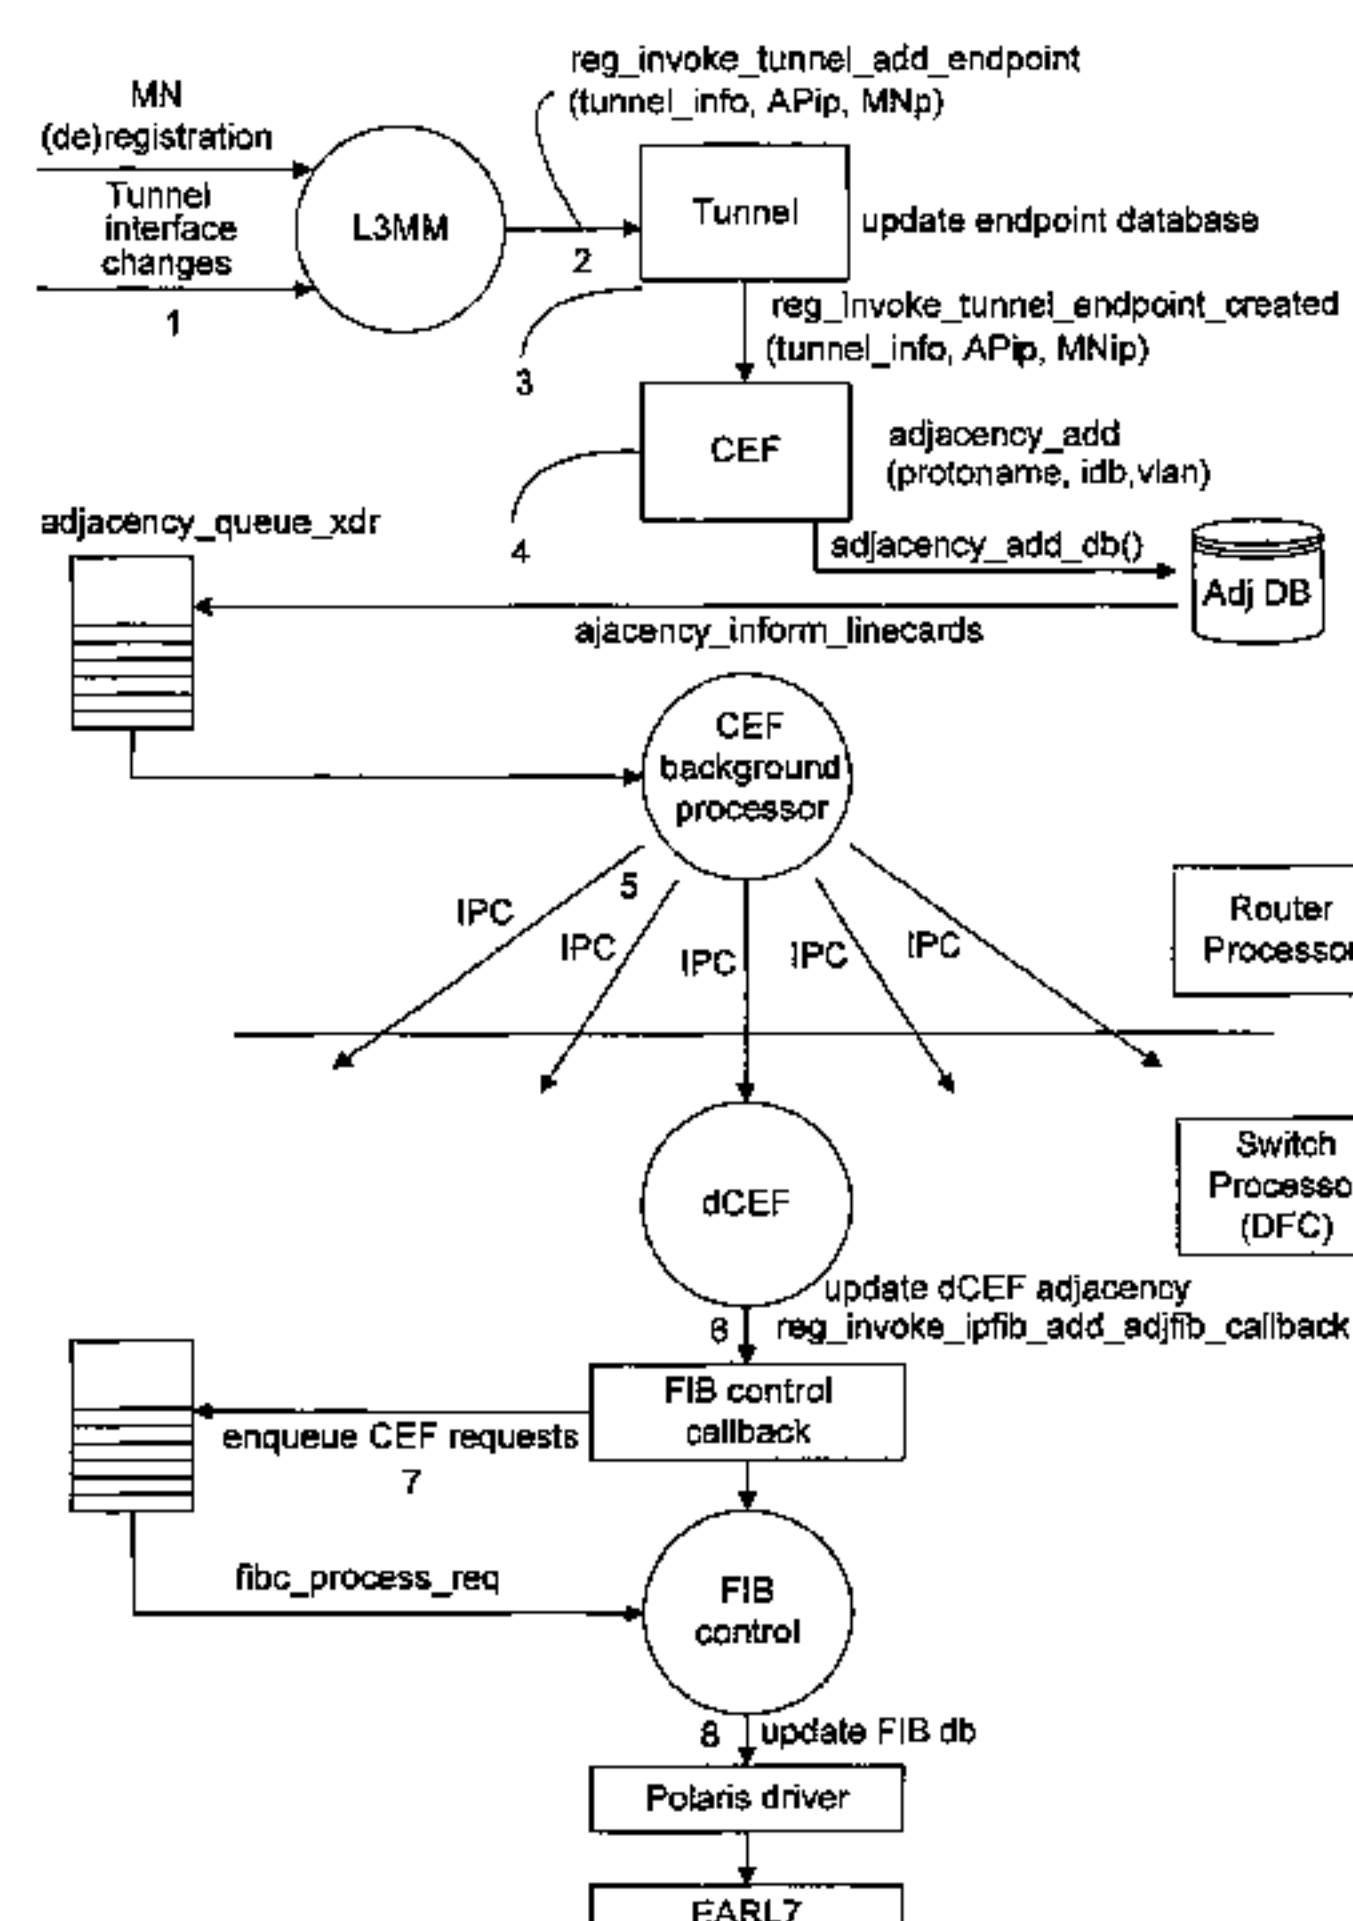 reg_invoke_tunnel_add_endpoint
(tunnel_info, APip, MNp)
MN
(de)registration
Tunnel
interface
changes
1
L3MM
2
Tunnel
update endpoint database
reg_invoke_tunnel_endpoint_created
(tunnel_info, APip, MNip)
3
CEF
adjacency_add
(protoname, idb,vlan)
4
adjacency_queue_xdr
adjacency_add_db()
Adj DB
ajacency_inform_linecards
CEF
background
processor
5
IPC
IPC
IPC
IPC
IPC
Router
Processor
dCEF
Switch
Processo
(DFC)
update dCEF adjacency
6
reg_invoke_ipfib_add_adjfib_callback
FIB control
callback
enqueue CEF requests
7
fibc_process_req
FIB
control
8
update FIB db
Polaris driver
EARL7